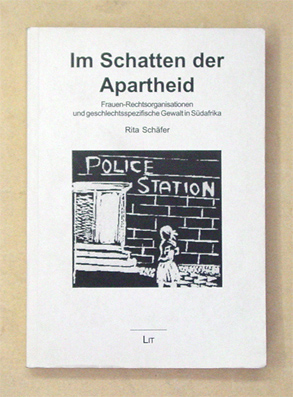 Im Schatten der
Apartheid
Frauen-Rechtsorganisationen
und geschlechtsspezifische Gewalt in Südafrika
Rita Schäfer
POLICE
STATION
LIT